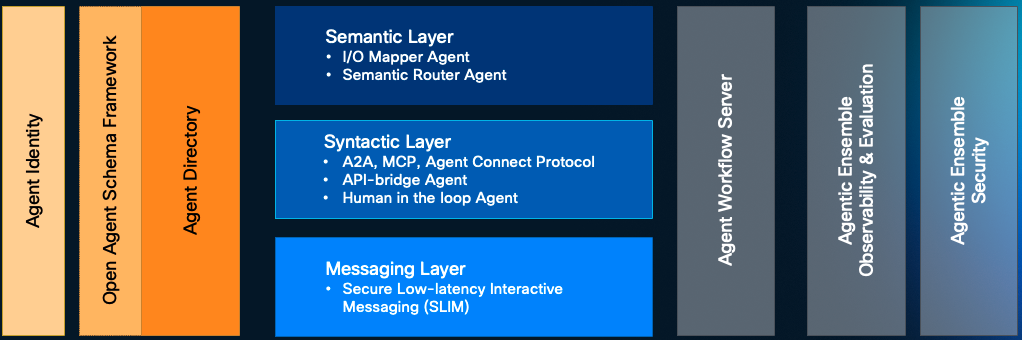 Agent Identity
Open Agent Schema Framework
Agent Directory
Semantic Layer
• I/O Mapper Agent
• Semantic Router Agent
Syntactic Layer
• A2A, MCP, Agent Connect Protocol
• API-bridge Agent
• Human in the loop Agent
Messaging Layer
• Secure Low-latency Interactive
Messaging (SLIM)
Agent Workflow Server
Agentic Ensemble
Observability & Evaluation
Agentic Ensemble
Security